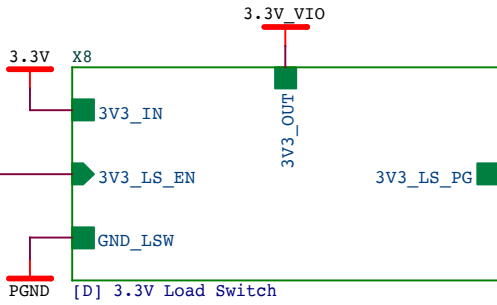 3.3V_VIO
3.3V
X8
3V3_IN
3V3_OUT
3V3_LS_EN
3V3_LS_PG
GND_LSW
PGND
[D] 3.3V Load Switch